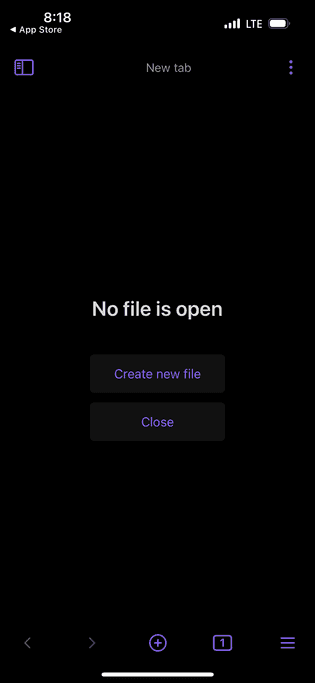 8:18
◀ App Store
LTE
New tab
No file is open
Create new file
Close
1